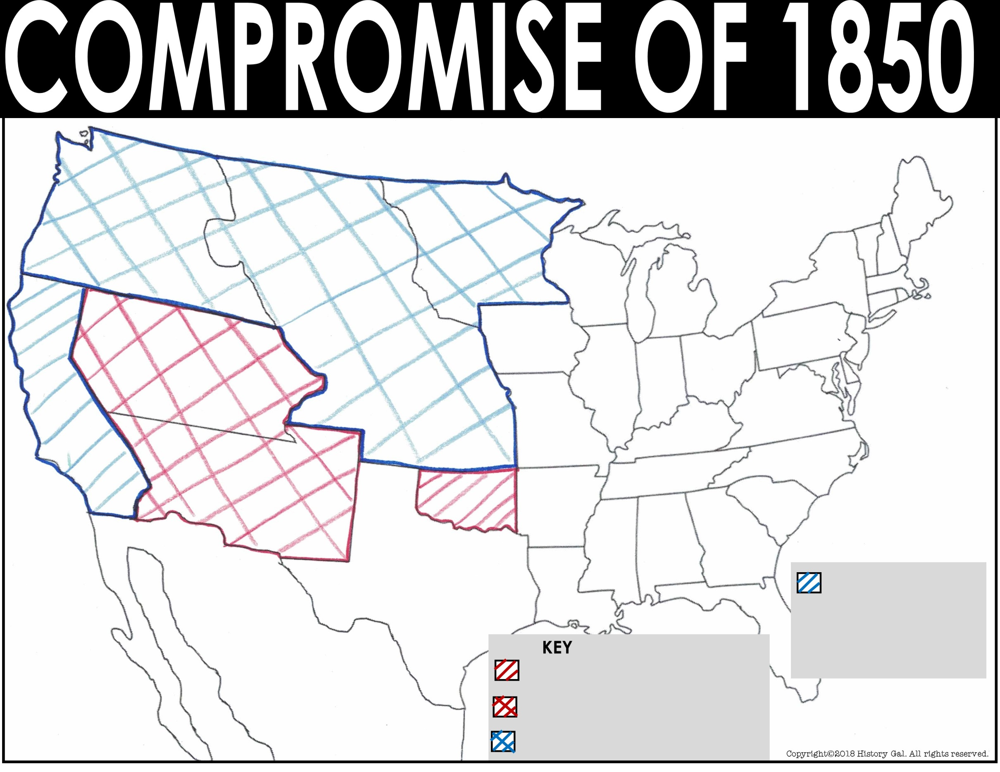 COMPROMISE OF 1850
KEY
Copyright©2018 History Gal. All rights reserved.